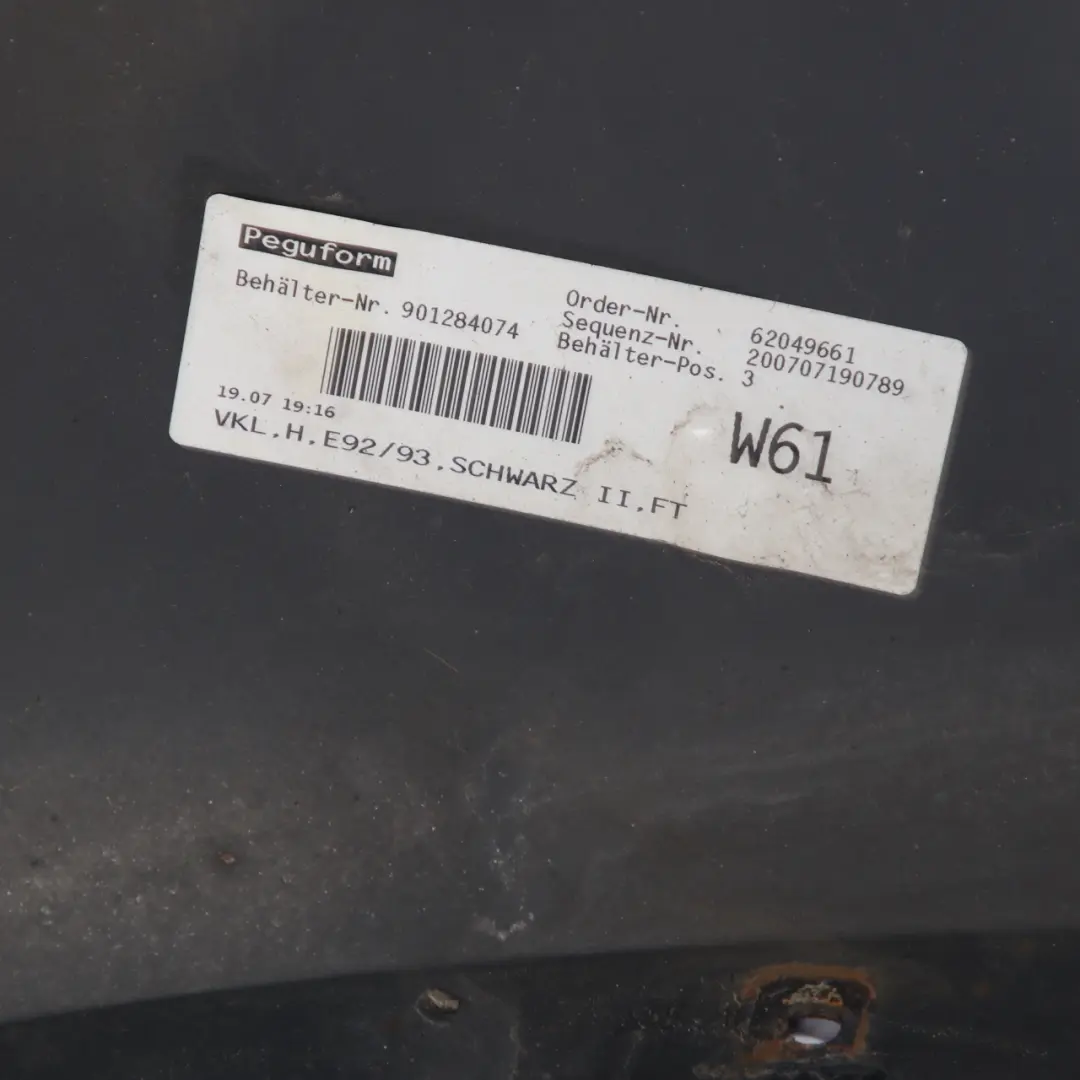 Peguform
Behälter-Nr. 901284074
Order-Nr. 62049661
Sequenz-Nr. 200707190789
Behälter-Pos. 3
19.07 19:16
W61
VKL.H.E92/93.SCHWARZ II.FT